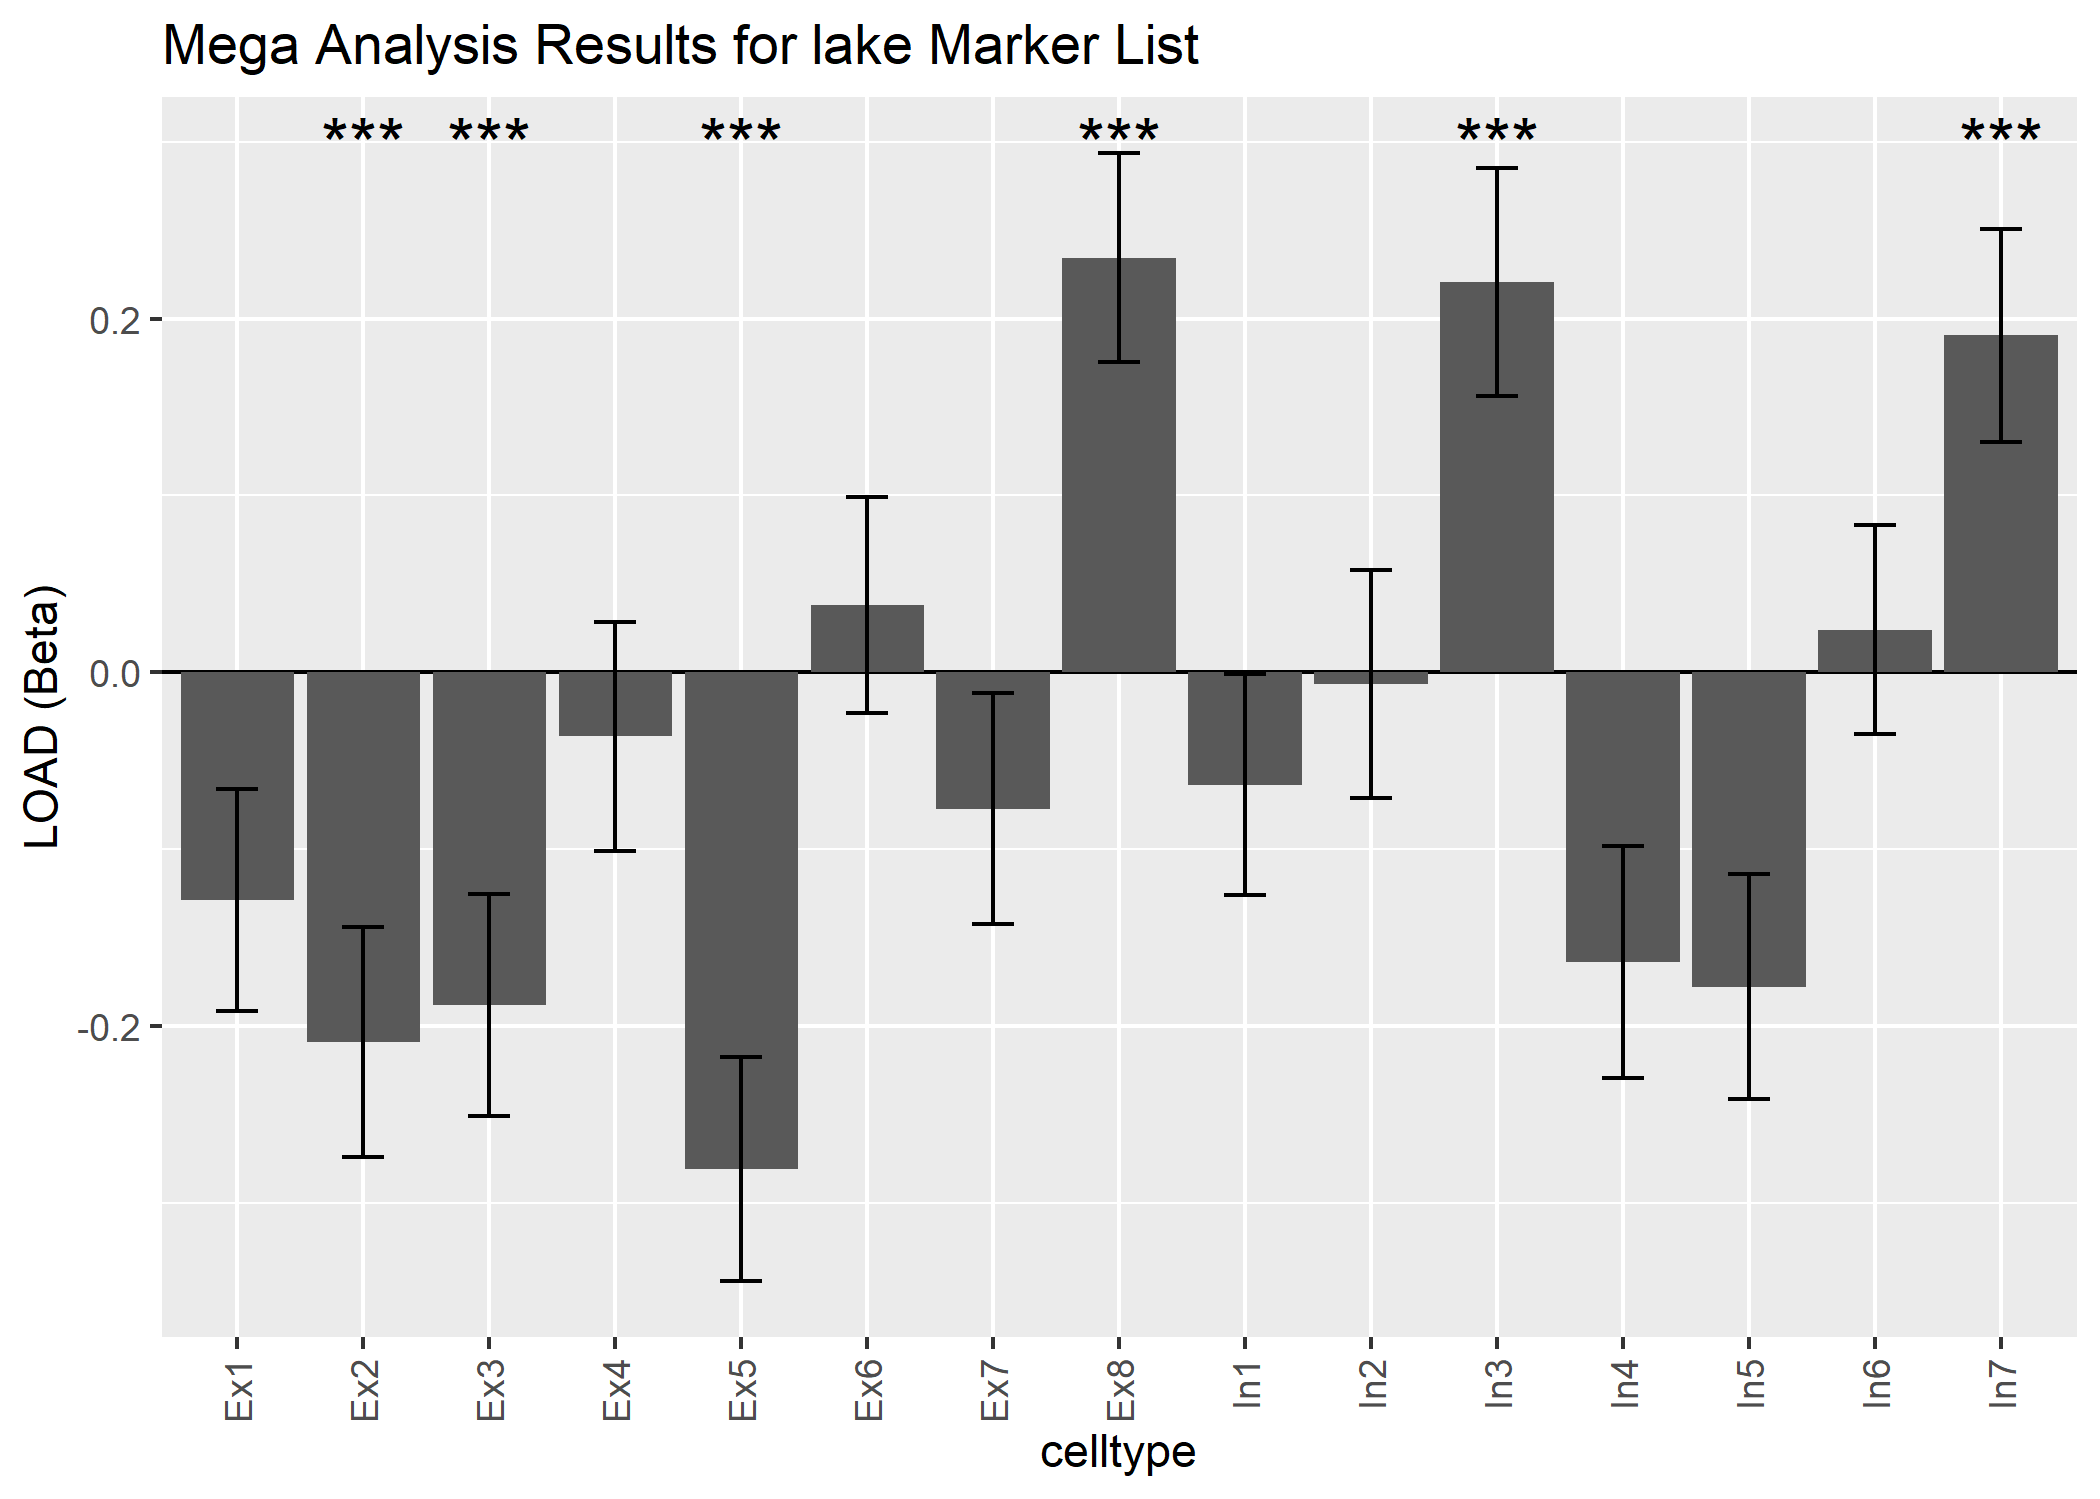 Mega Analysis Results for lake Marker List
*** *** *** *** *** ***
0.2
0.0
-0.2
LOAD (Beta)
Ex1 Ex2 Ex3 Ex4 Ex5 Ex6 Ex7 Ex8 In1 In2 In3 In4 In5 In6 In7
celltype